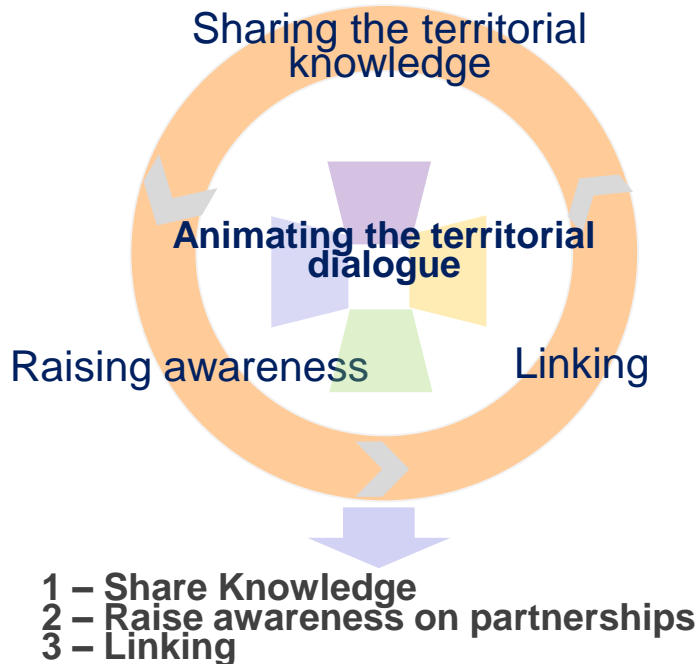 Sharing the territorial
knowledge
Animating the territorial
dialogue
Raising awareness
Linking
1 – Share Knowledge
2 – Raise awareness on partnerships
3 – Linking